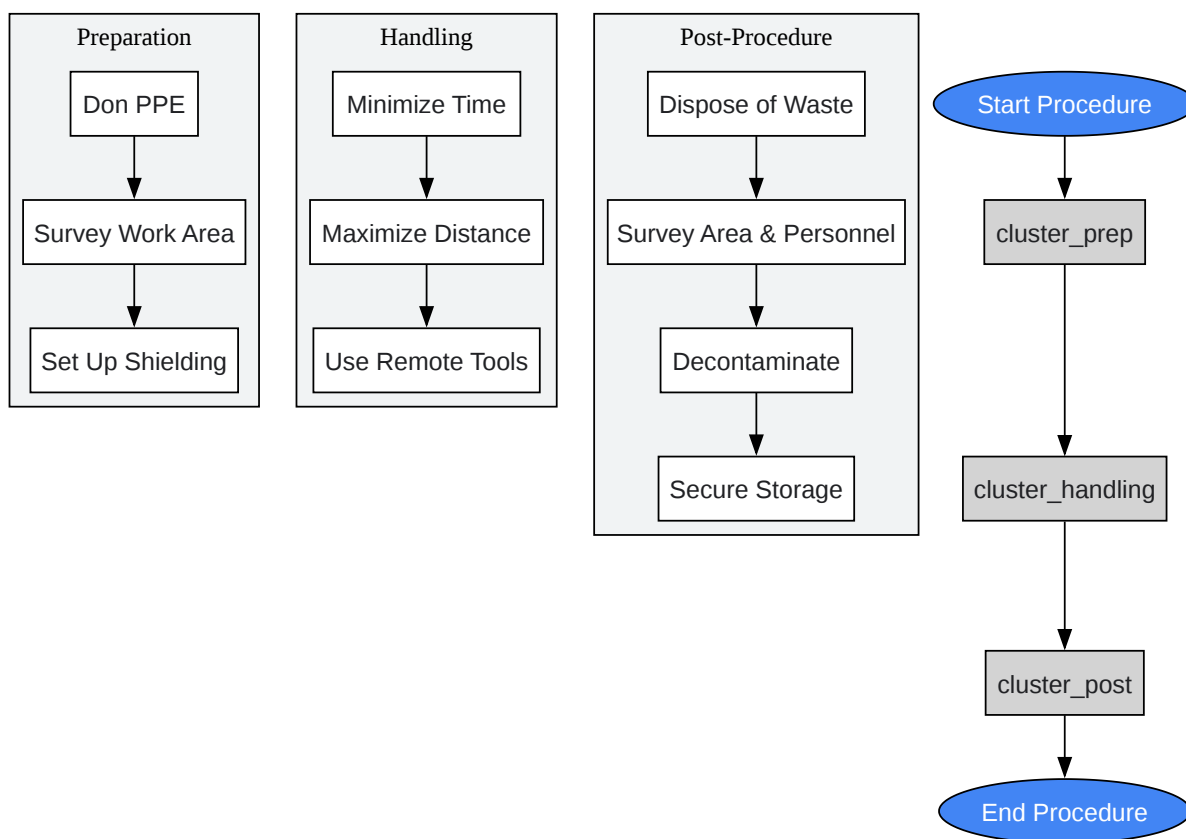 Preparation
Don PPE
Survey Work Area
Set Up Shielding
Handling
Minimize Time
Maximize Distance
Use Remote Tools
Post-Procedure
Dispose of Waste
Survey Area & Personnel
Decontaminate
Secure Storage
Start Procedure
cluster_prep
cluster_handling
cluster_post
End Procedure